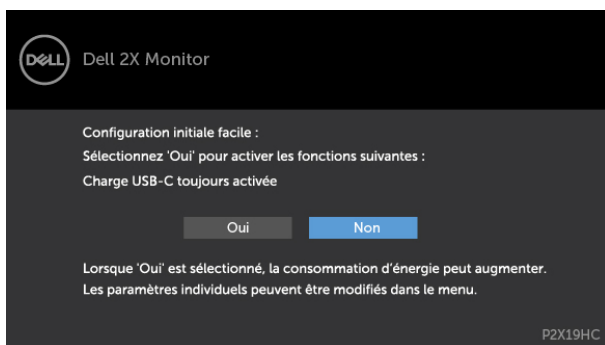 DELL
Dell 2X Monitor
Configuration initiale facile :
Sélectionnez 'Oui' pour activer les fonctions suivantes :
Charge USB-C toujours activée
Oui Non
Lorsque 'Oui' est sélectionné, la consommation d'énergie peut augmenter.
Les paramètres individuels peuvent être modifiés dans le menu.
P2X19HC